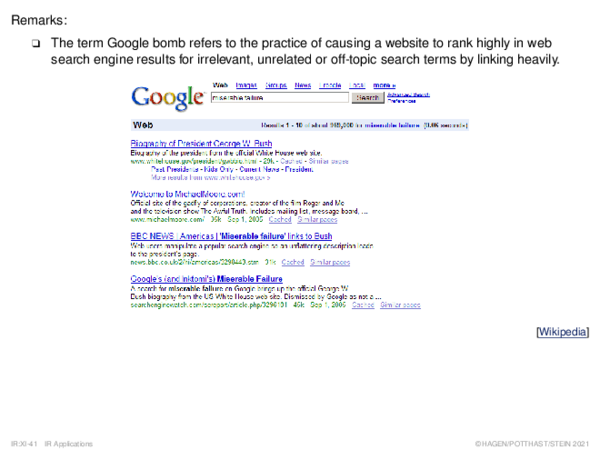 Remarks:
❑ The term Google bomb refers to the practice of causing a website to rank highly in web
search engine results for irrelevant, unrelated or off-topic search terms by linking heavily.
Web Images Groups News Froogle Local more »
Google miserable failure Search Advanced Search
Preferences
Web Results 1 - 10 of about 969,000 for miserable failure. (0.06 seconds)
Biography of President George W. Bush
Biography of the president from the official White House web site.
www.whitehouse.gov/president/gwbbio.html - 29k - Cached - Similar pages
Past Presidents - Kids Only - Current News - President
More results from www.whitehouse.gov »
Welcome to MichaelMoore.com!
Official site of the gadfly of corporations, creator of the film Roger and Me
and the television show The Awful Truth. Includes mailing list, message board, ...
www.michaelmoore.com/ - 35k - Sep 1, 2005 - Cached - Similar pages
BBC NEWS | Americas | 'Miserable failure' links to Bush
Web users manipulate a popular search engine so an unflattering description leads
to the president's page.
news.bbc.co.uk/2/hi/americas/3298443.stm - 31k - Cached - Similar pages
Google's (and Inktomi's) Miserable Failure
A search for miserable failure on Google brings up the official George W.
Bush biography from the US White House web site. Dismissed by Google as not a ...
searchenginewatch.com/sereport/article.php/3296101 - 45k - Sep 1, 2005 - Cached - Similar pages
[Wikipedia]
IR:XI-41 IR Applications ©HAGEN/POTTHAST/STEIN 2021